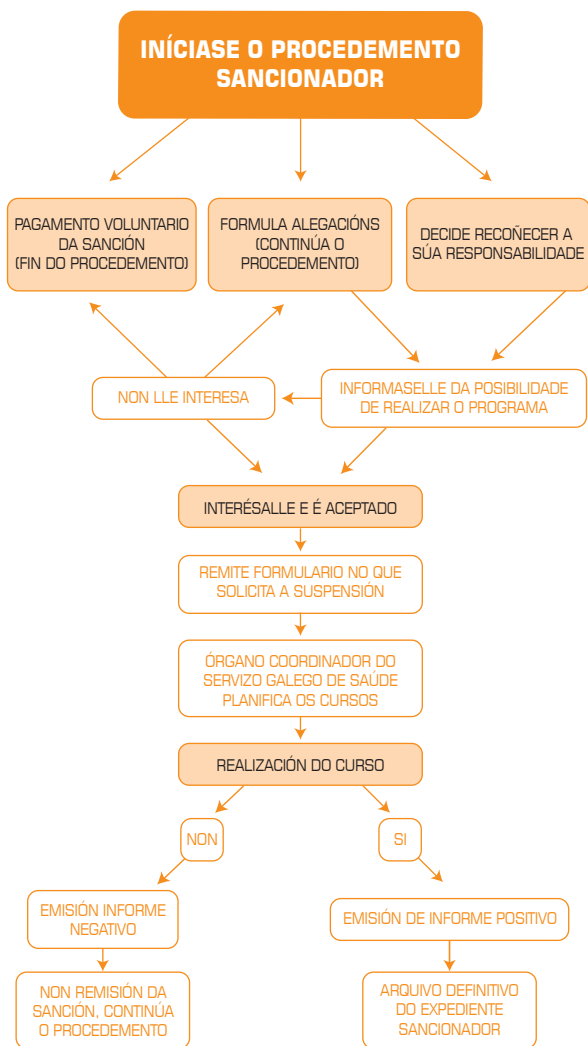 INÍCIASE O PROCEDEMENTO
SANCIONADOR
PAGAMENTO VOLUNTARIO
DA SANCIÓN
(FIN DO PROCEDEMENTO)
FORMULA ALEGACIÓNS
(CONTINÚA O
PROCEDEMENTO)
DECIDE RECOÑECER A
SÚA RESPONSABILIDADE
NON LLE INTERESA
INFORMASELLE DA POSIBILIDADE
DE REALIZAR O PROGRAMA
INTERÉSALLE E É ACEPTADO
REMITE FORMULARIO NO QUE
SOLICITA A SUSPENSIÓN
ÓRGANO COORDINADOR DO
SERVIZO GALEGO DE SAÚDE
PLANIFICA OS CURSOS
REALIZACIÓN DO CURSO
NON
SI
EMISIÓN INFORME
NEGATIVO
EMISIÓN DE INFORME POSITIVO
NON REMISIÓN DA
SANCIÓN, CONTINÚA
O PROCEDEMENTO
ARQUIVO DEFINITIVO
DO EXPEDIENTE
SANCIONADOR